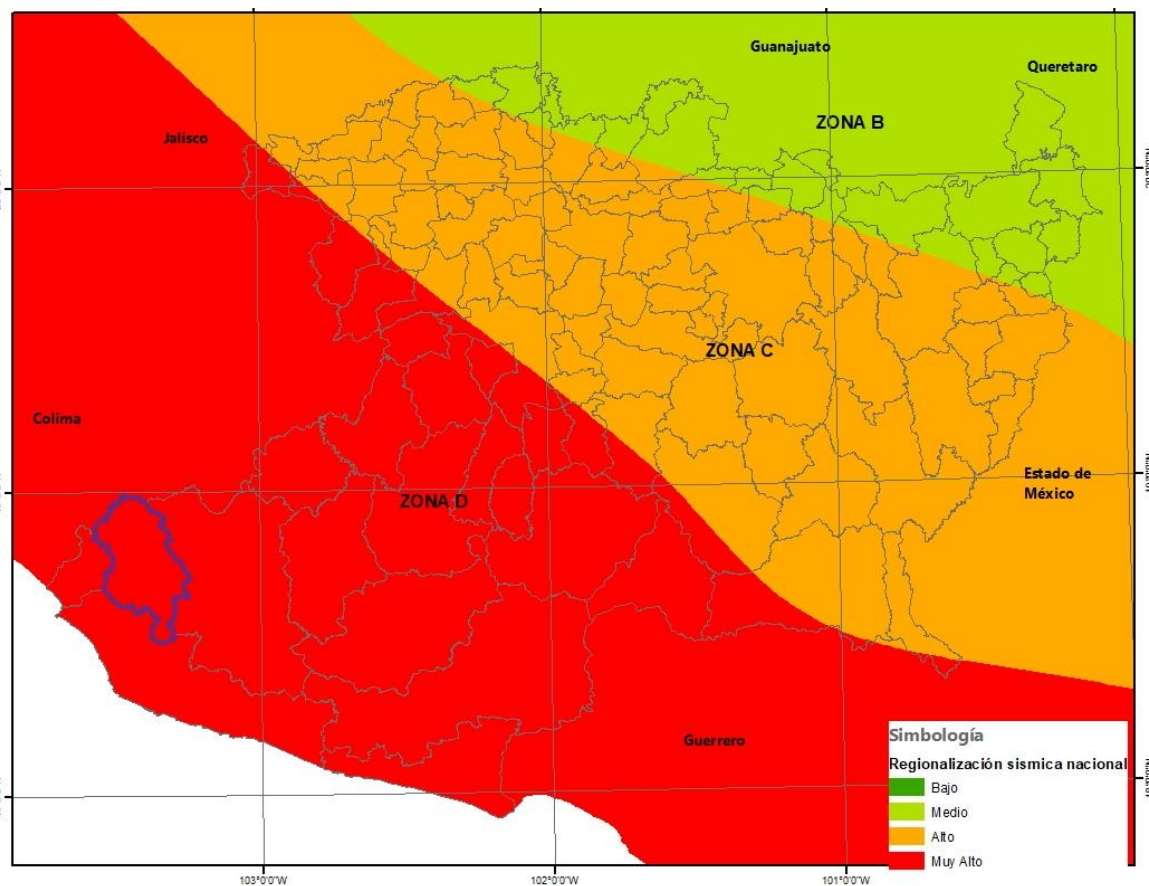 Guanajuato
Queretaro
ZONA B
Jalisco
ZONA C
Colima
Estado de
México
ZONA D
Guerrero
Simbología
Regionalización sismica nacional
Bajo
Medio
Alto
Muy Alto
103°0'0"W
102°0'0"W
101°0'0"W